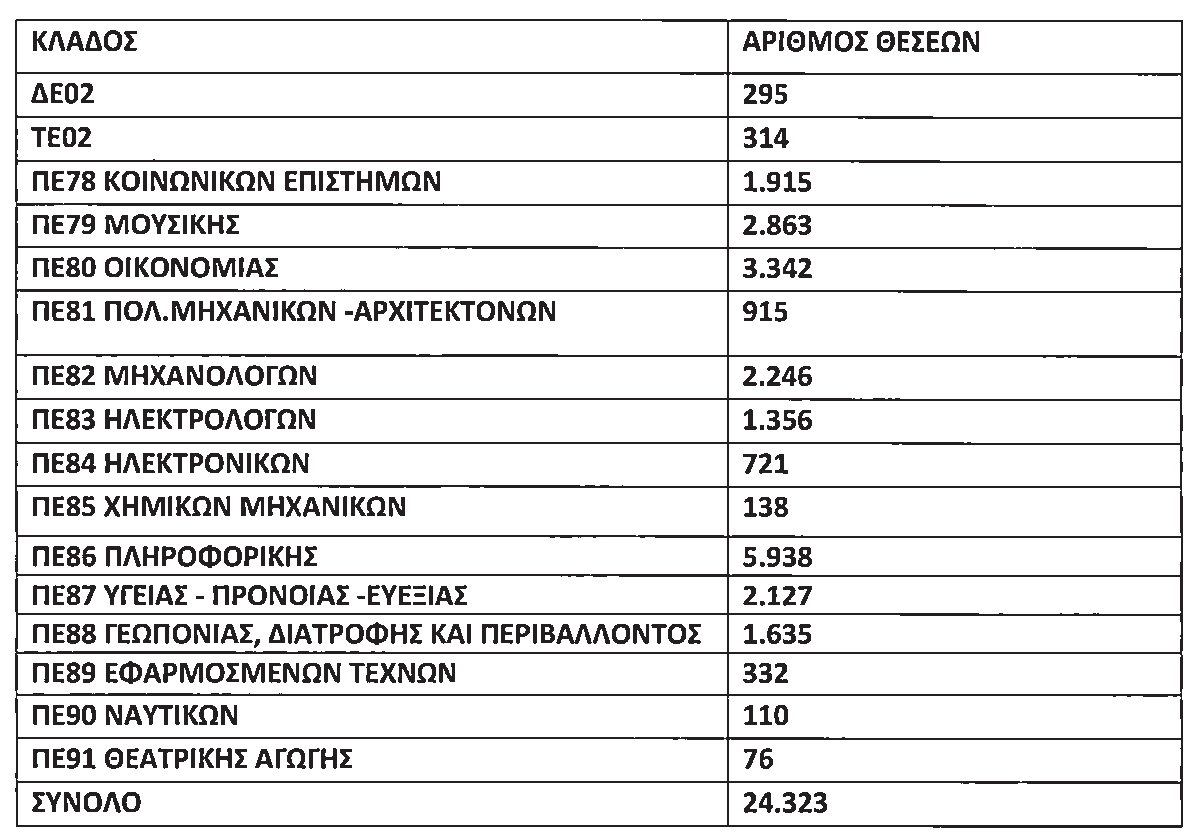 ΚΛΑΔΟΣ ΑΡΙΘΜΟΣ ΘΕΣΕΩΝ
ΔΕ02 295
ΤΕ02 314
ΠΕ78 ΚΟΙΝΩΝΙΚΩΝ ΕΠΙΣΤΗΜΩΝ 1.915
ΠΕ79 ΜΟΥΣΙΚΗΣ 2.863
ΠΕ80 ΟΙΚΟΝΟΜΙΑΣ 3.342
ΠΕ81 ΠΟΛ.ΜΗΧΑΝΙΚΩΝ -ΑΡΧΙΤΕΚΤΟΝΩΝ 915
ΠΕ82 ΜΗΧΑΝΟΛΟΓΩΝ 2.246
ΠΕ83 ΗΛΕΚΤΡΟΛΟΓΩΝ 1.356
ΠΕ84 ΗΛΕΚΤΡΟΝΙΚΩΝ 721
ΠΕ85 ΧΗΜΙΚΩΝ ΜΗΧΑΝΙΚΩΝ 138
ΠΕ86 ΠΛΗΡΟΦΟΡΙΚΗΣ 5.938
ΠΕ87 ΥΓΕΙΑΣ - ΠΡΟΝΟΙΑΣ -ΕΥΕΞΙΑΣ 2.127
ΠΕ88 ΓΕΩΠΟΝΙΑΣ, ΔΙΑΤΡΟΦΗΣ ΚΑΙ ΠΕΡΙΒΑΛΛΟΝΤΟΣ 1.635
ΠΕ89 ΕΦΑΡΜΟΣΜΕΝΩΝ ΤΕΧΝΩΝ 332
ΠΕ90 ΝΑΥΤΙΚΩΝ 110
ΠΕ91 ΘΕΑΤΡΙΚΗΣ ΑΓΩΓΗΣ 76
ΣΥΝΟΛΟ 24.323